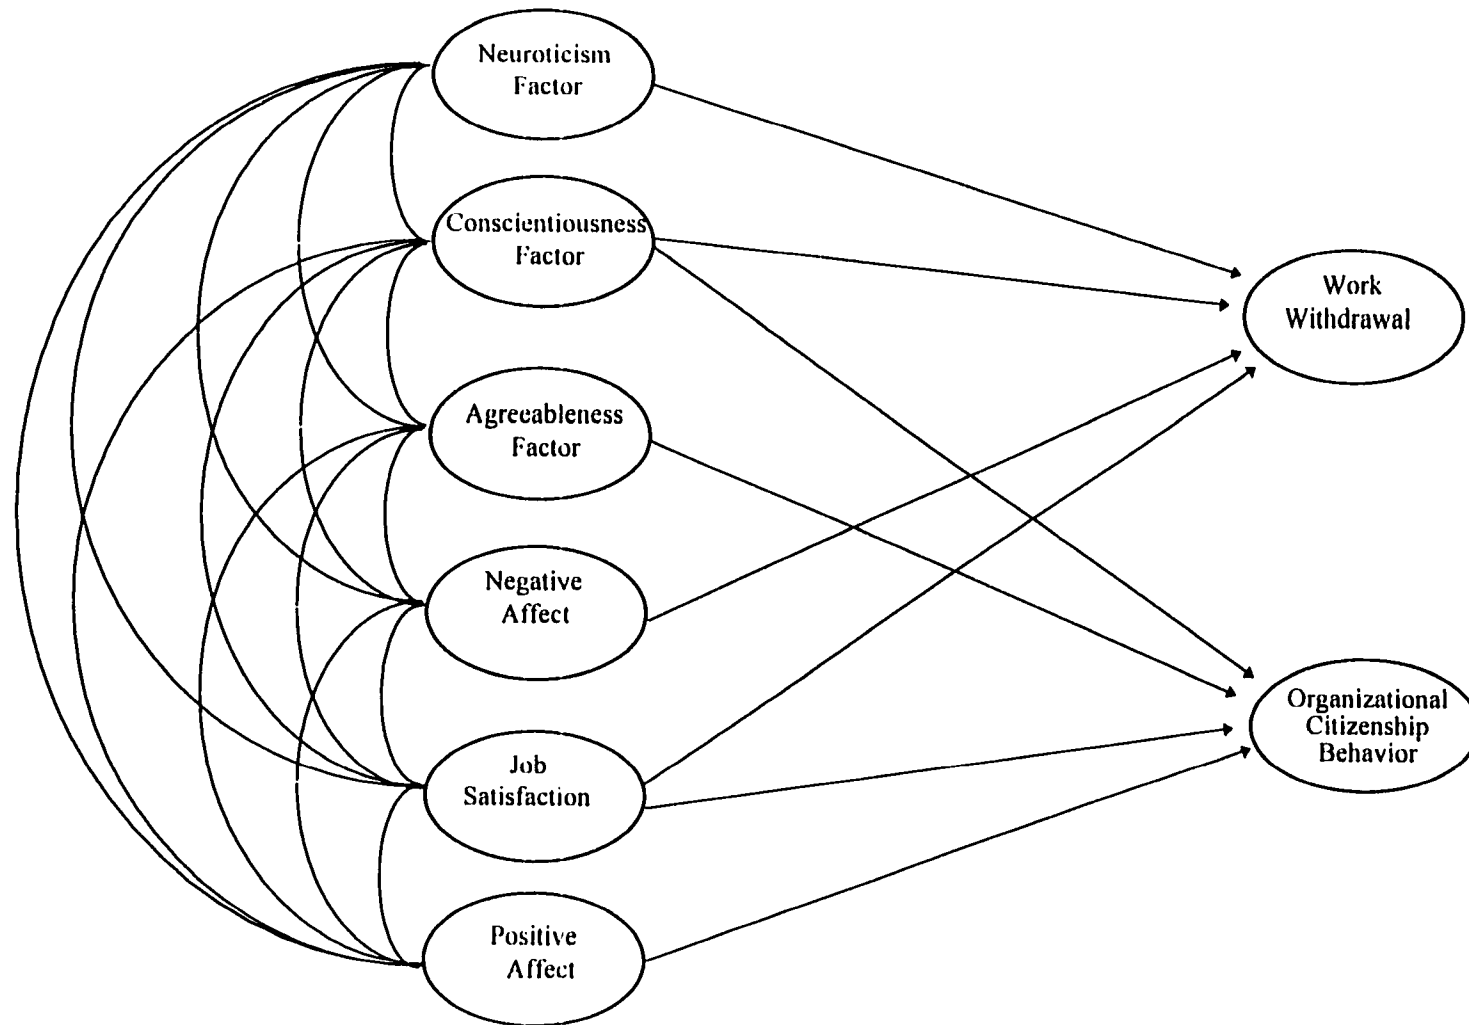 Neuroticism
Factor
Conscientiousness
Factor
Agreeableness
Factor
Negative
Affect
Job
Satisfaction
Positive
Affect
Work
Withdrawal
Organizational
Citizenship
Behavior